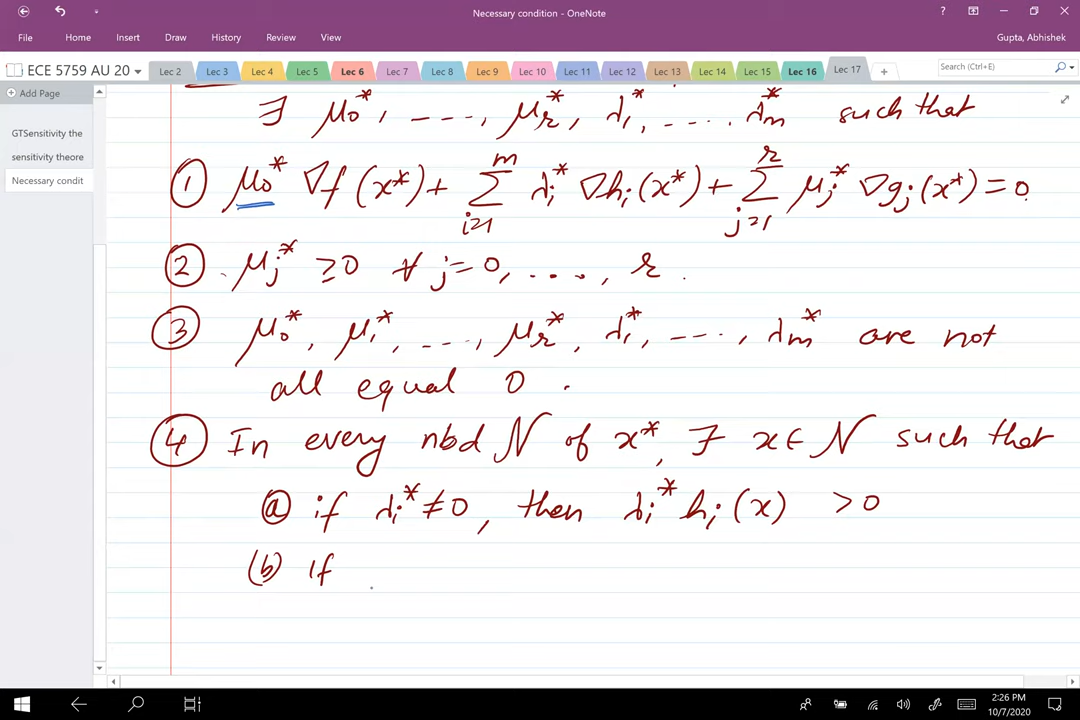 Necessary condition - OneNote
?
File Home Insert Draw History Review View
Gupta, Abhishek
ECE 5759 AU 20
Lec 2 Lec 3 Lec 4 Lec 5 Lec 6 Lec 7 Lec 8 Lec 9 Lec 10 Lec 11 Lec 12 Lec 13 Lec 14 Lec 15 Lec 16 Lec 17 +
Search (Ctrl+E)
Add Page
GTSensitivity the
sensitivity theore
Necessary condit
∃ μ₀*, ----, μᵣ*, λ₁*, ----, λₘ* such that
① μ₀* ∇f(x*) + ∑_{i=1}^{m} λᵢ* ∇hᵢ(x*) + ∑_{j=1}^{r} μⱼ* ∇gⱼ(x*) = 0
② μⱼ* ≥ 0 ∀ j = 0, ...., r.
③ μ₀*, μ₁*, ----, μᵣ*, λ₁*, ---, λₘ* are not
all equal 0.
④ In every nbd N of x*, ∃ x ∈ N such that
ⓐ if λᵢ* ≠ 0, then λᵢ* hᵢ(x) > 0
(b) If
2:26 PM
10/7/2020